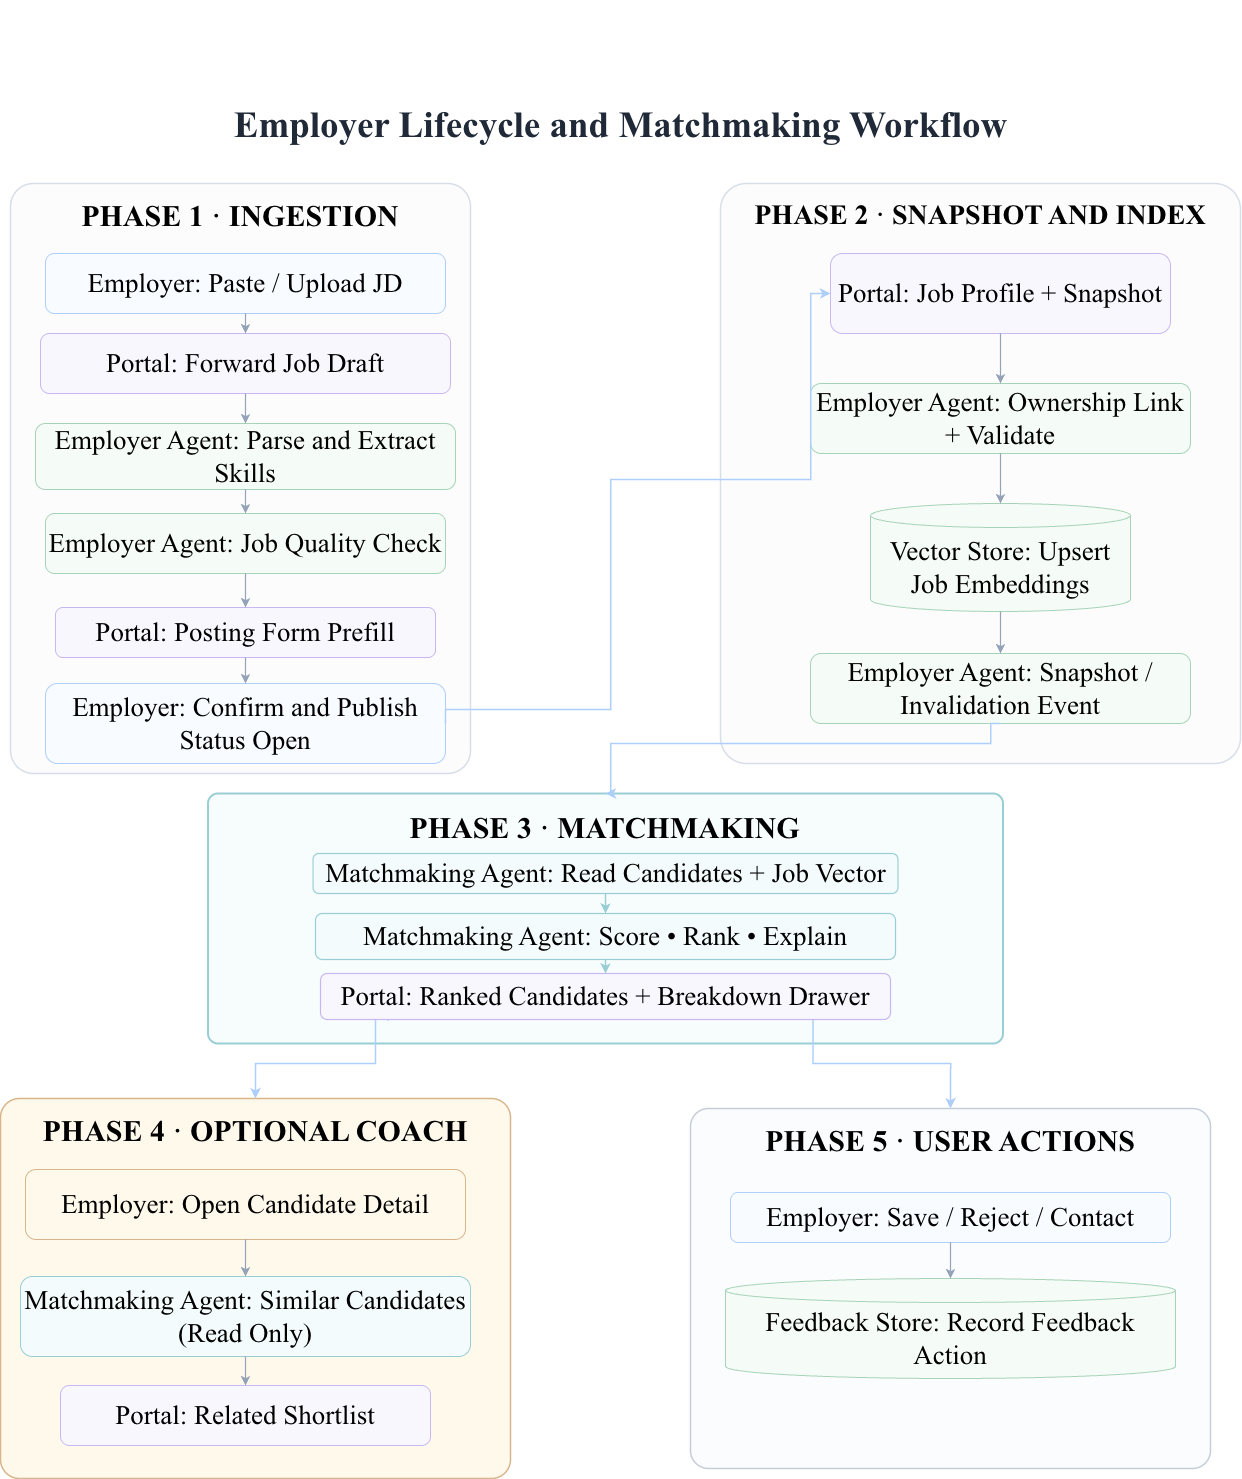 Employer Lifecycle and Matchmaking Workflow
PHASE 1 · INGESTION
Employer: Paste / Upload JD
Portal: Forward Job Draft
Employer Agent: Parse and Extract
Skills
Employer Agent: Job Quality Check
Portal: Posting Form Prefill
Employer: Confirm and Publish
Status Open
PHASE 2 · SNAPSHOT AND INDEX
Portal: Job Profile + Snapshot
Employer Agent: Ownership Link
+ Validate
Vector Store: Upsert
Job Embeddings
Employer Agent: Snapshot /
Invalidation Event
PHASE 3 · MATCHMAKING
Matchmaking Agent: Read Candidates + Job Vector
Matchmaking Agent: Score • Rank • Explain
Portal: Ranked Candidates + Breakdown Drawer
PHASE 4 · OPTIONAL COACH
Employer: Open Candidate Detail
Matchmaking Agent: Similar Candidates
(Read Only)
Portal: Related Shortlist
PHASE 5 · USER ACTIONS
Employer: Save / Reject / Contact
Feedback Store: Record Feedback
Action